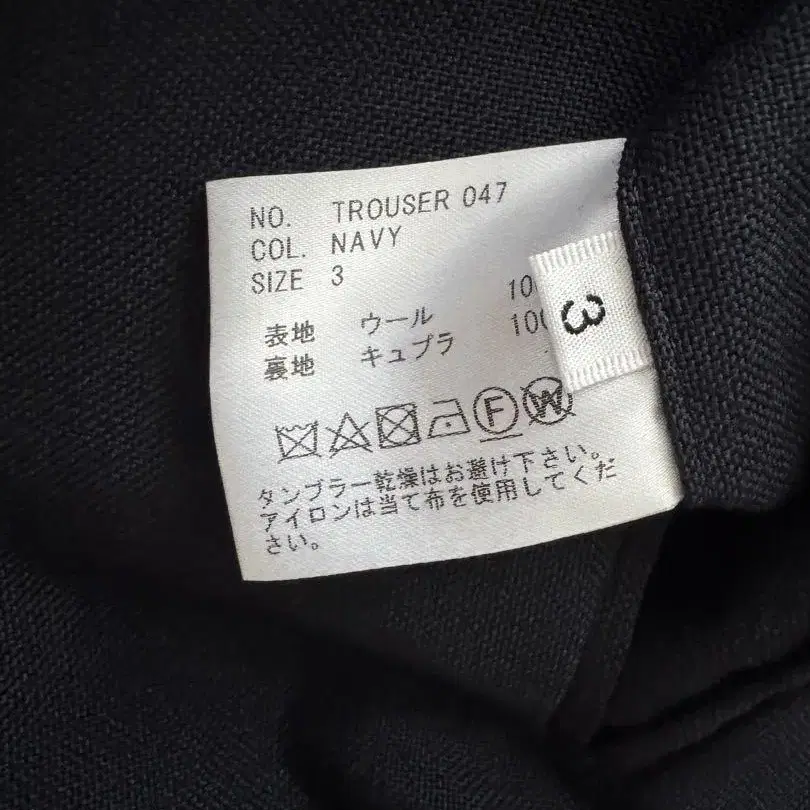 NO. TROUSER 047
COL. NAVY
SIZE 3
表地 ウール
裏地 キュプラ
3
F W
タンブラー乾燥はお避け下さい。
アイロンは当て布を使用してくだ
さい。